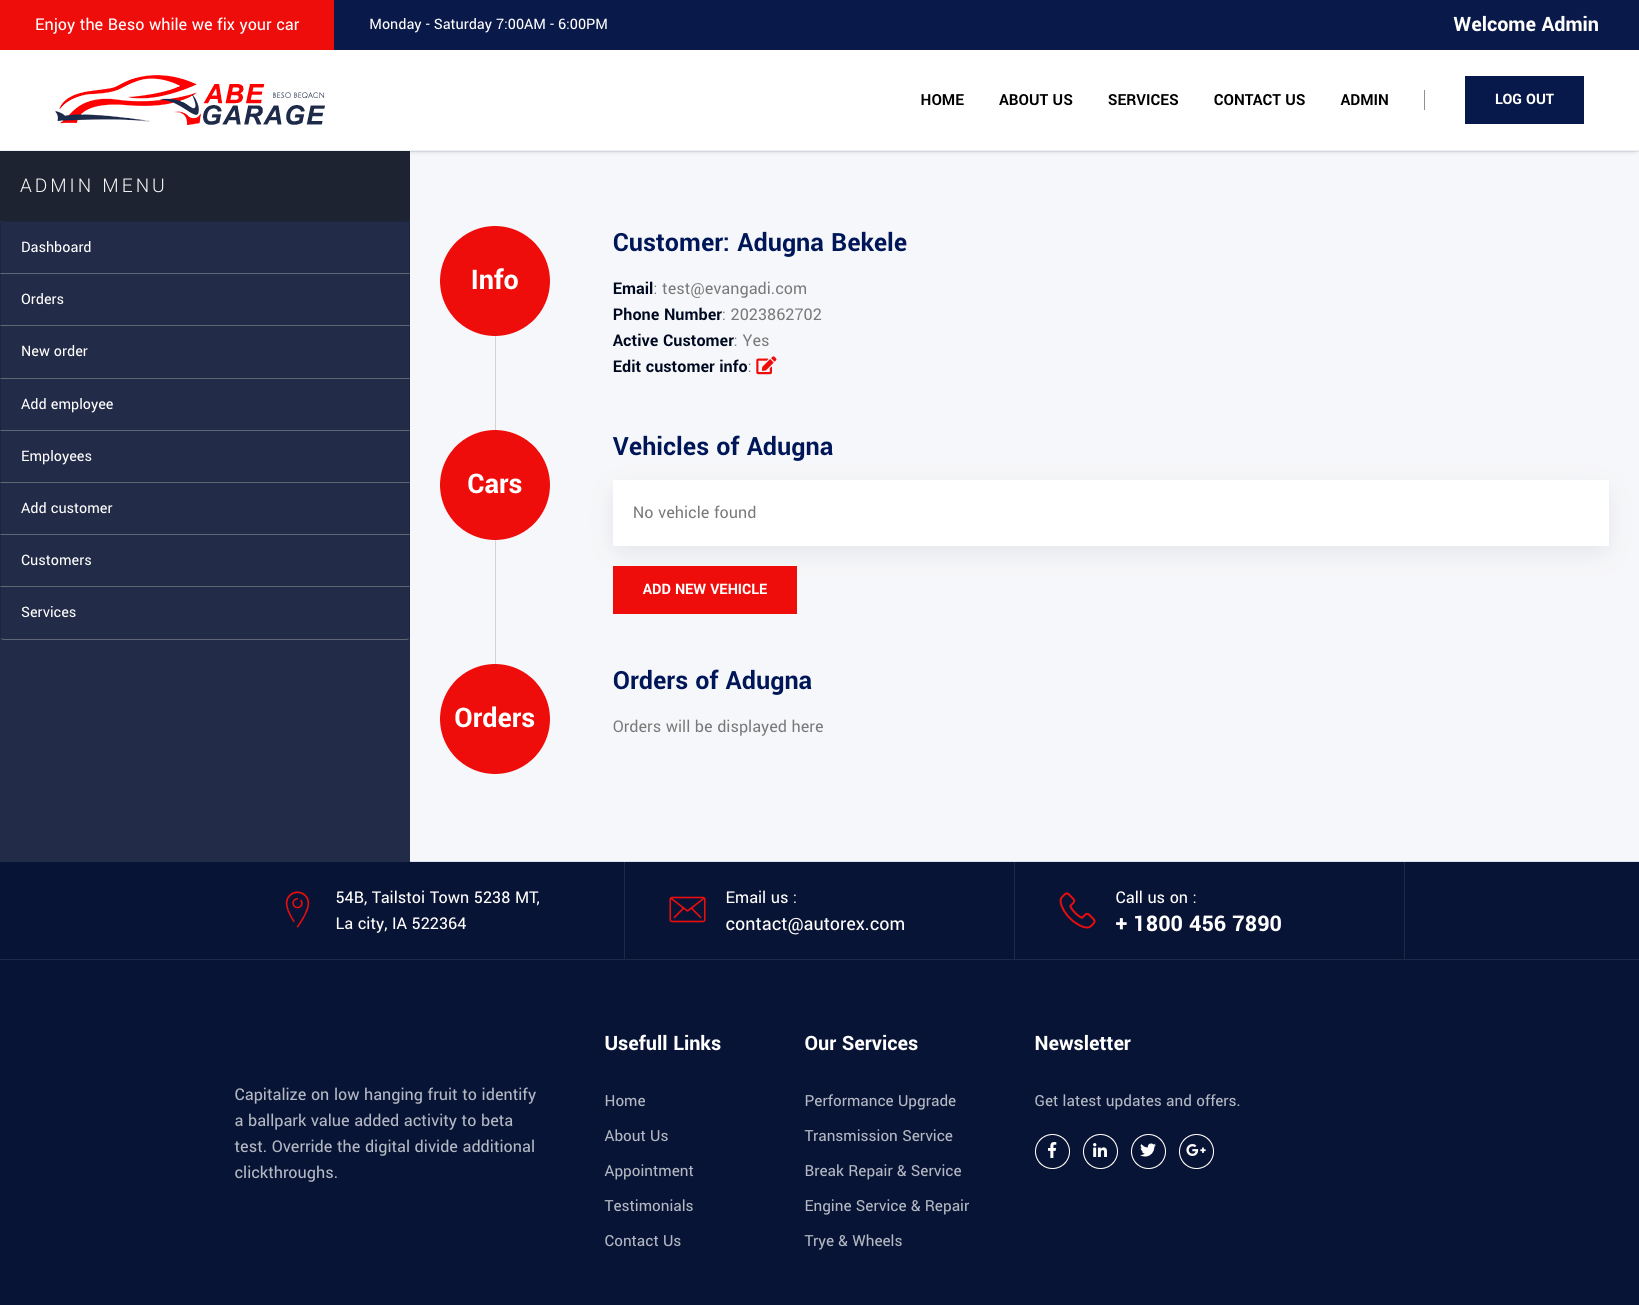 Enjoy the Beso while we fix your car
Monday - Saturday 7:00AM - 6:00PM
Welcome Admin
ABE BESO BEQAGN
GARAGE
HOME
ABOUT US
SERVICES
CONTACT US
ADMIN
LOG OUT
ADMIN MENU
Dashboard
Orders
New order
Add employee
Employees
Add customer
Customers
Services
Info
Customer: Adugna Bekele
Email: test@evangadi.com
Phone Number: 2023862702
Active Customer: Yes
Edit customer info:
Cars
Vehicles of Adugna
No vehicle found
ADD NEW VEHICLE
Orders
Orders of Adugna
Orders will be displayed here
54B, Tailstoi Town 5238 MT,
La city, IA 522364
Email us :
contact@autorex.com
Call us on :
+ 1800 456 7890
Capitalize on low hanging fruit to identify
a ballpark value added activity to beta
test. Override the digital divide additional
clickthroughs.
Usefull Links
Home
About Us
Appointment
Testimonials
Contact Us
Our Services
Performance Upgrade
Transmission Service
Break Repair & Service
Engine Service & Repair
Trye & Wheels
Newsletter
Get latest updates and offers.